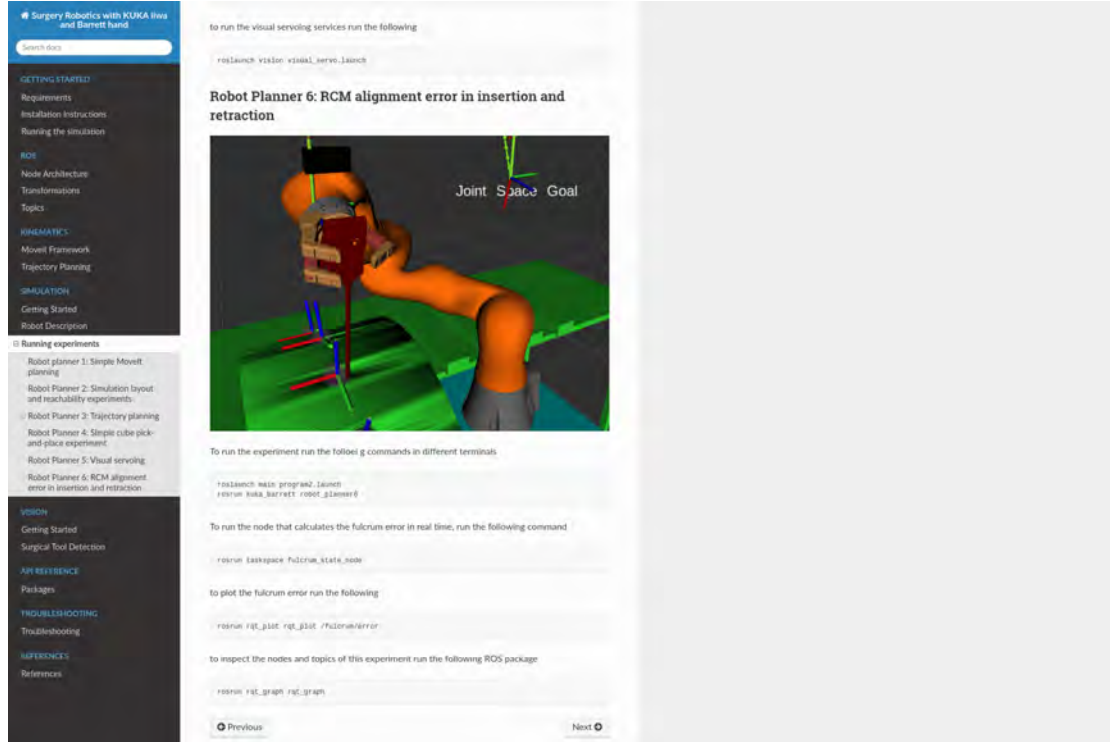 Surgery Robotics with KUKA iiwa
and Barrett hand
Search docs
GETTING STARTED
Requirements
Installation Instructions
Running the simulation
ROS
Node Architecture
Transformations
Topics
KINEMATICS
MoveIt Framework
Trajectory Planning
SIMULATION
Getting Started
Robot Description
Running experiments
Robot planner 1: Simple MoveIt
planning
Robot Planner 2: Simulation layout
and reachability experiments
Robot Planner 3: Trajectory planning
Robot Planner 4: Simple cube pick-
and-place experiment
Robot Planner 5: Visual servoing
Robot Planner 6: RCM alignment
error in insertion and retraction
VISION
Getting Started
Surgical Tool Detection
API REFERENCE
Packages
TROUBLESHOOTING
Troubleshooting
REFERENCES
References
to run the visual servoing services run the following
roslaunch vision visual_servo.launch
Robot Planner 6: RCM alignment error in insertion and
retraction
Joint Space Goal
To run the experiment run the folloei g commands in different terminals
roslaunch main program2.launch
rosrun kuka_barrett robot_planner6
To run the node that calculates the fulcrum error in real time, run the following command
rosrun taskspace fulcrum_state_node
to plot the fulcrum error run the following
rosrun rqt_plot rqt_plot /fulcrum/error
to inspect the nodes and topics of this experiment run the following ROS package
rosrun rqt_graph rqt_graph
Previous
Next